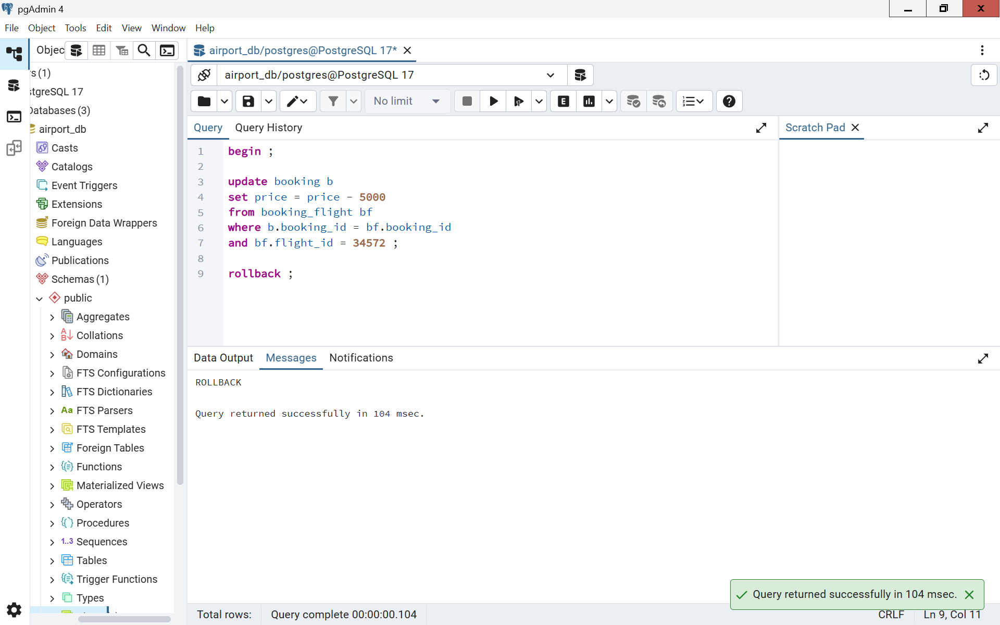 pgAdmin 4
File Object Tools Edit View Window Help
Objec
airport_db/postgres@PostgreSQL 17*
rs (1)
airport_db/postgres@PostgreSQL 17
stgreSQL 17
No limit
Databases (3)
airport_db
Casts
Catalogs
Event Triggers
Extensions
Foreign Data Wrappers
Languages
Publications
Schemas (1)
public
Aggregates
Collations
Domains
FTS Configurations
FTS Dictionaries
FTS Parsers
FTS Templates
Foreign Tables
Functions
Materialized Views
Operators
Procedures
1..3 Sequences
Tables
Trigger Functions
Types
Query Query History
Scratch Pad
1 begin ;
2
3 update booking b
4 set price = price - 5000
5 from booking_flight bf
6 where b.booking_id = bf.booking_id
7 and bf.flight_id = 34572 ;
8
9 rollback ;
Data Output Messages Notifications
ROLLBACK
Query returned successfully in 104 msec.
Query returned successfully in 104 msec.
Total rows: Query complete 00:00:00.104 CRLF Ln 9, Col 11